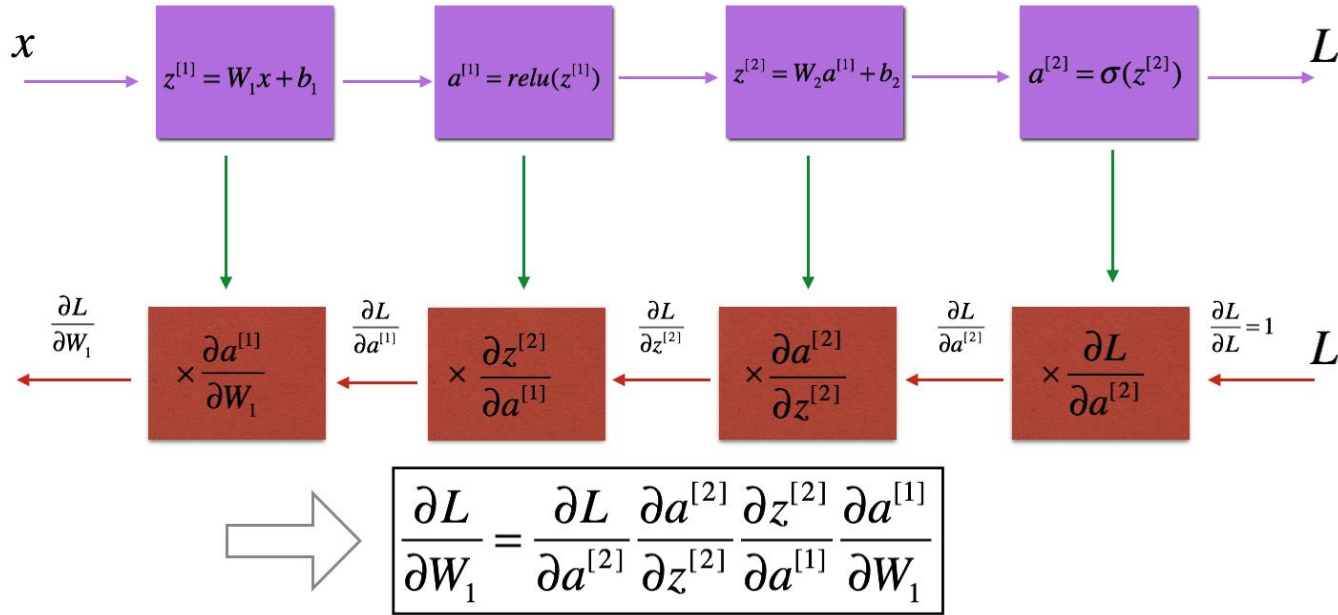 x
z^{[1]} = W_1 x + b_1
a^{[1]} = relu(z^{[1]})
z^{[2]} = W_2 a^{[1]} + b_2
a^{[2]} = σ(z^{[2]})
L
∂L/∂W_1
× ∂a^{[1]}/∂W_1
∂L/∂a^{[1]}
× ∂z^{[2]}/∂a^{[1]}
∂L/∂z^{[2]}
× ∂a^{[2]}/∂z^{[2]}
∂L/∂a^{[2]}
× ∂L/∂a^{[2]}
∂L/∂L = 1
L
∂L/∂W_1 = ∂L/∂a^{[2]} ∂a^{[2]}/∂z^{[2]} ∂z^{[2]}/∂a^{[1]} ∂a^{[1]}/∂W_1